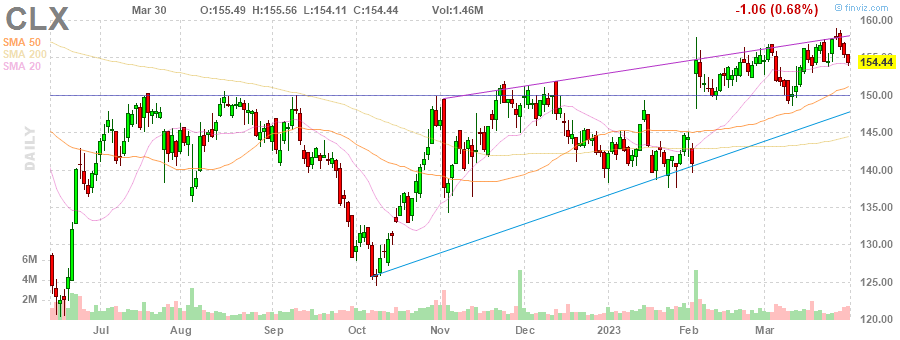 CLX Mar 30 O:155.49 H:155.56 L:154.11 C:154.44 Vol:1.46M -1.06 (0.68%) © finviz.com
SMA 50
SMA 200
SMA 20
160.00
155.00
154.44
150.00
145.00
140.00
135.00
130.00
125.00
120.00
DAILY
6M
4M
2M
Jul Aug Sep Oct Nov Dec 2023 Feb Mar